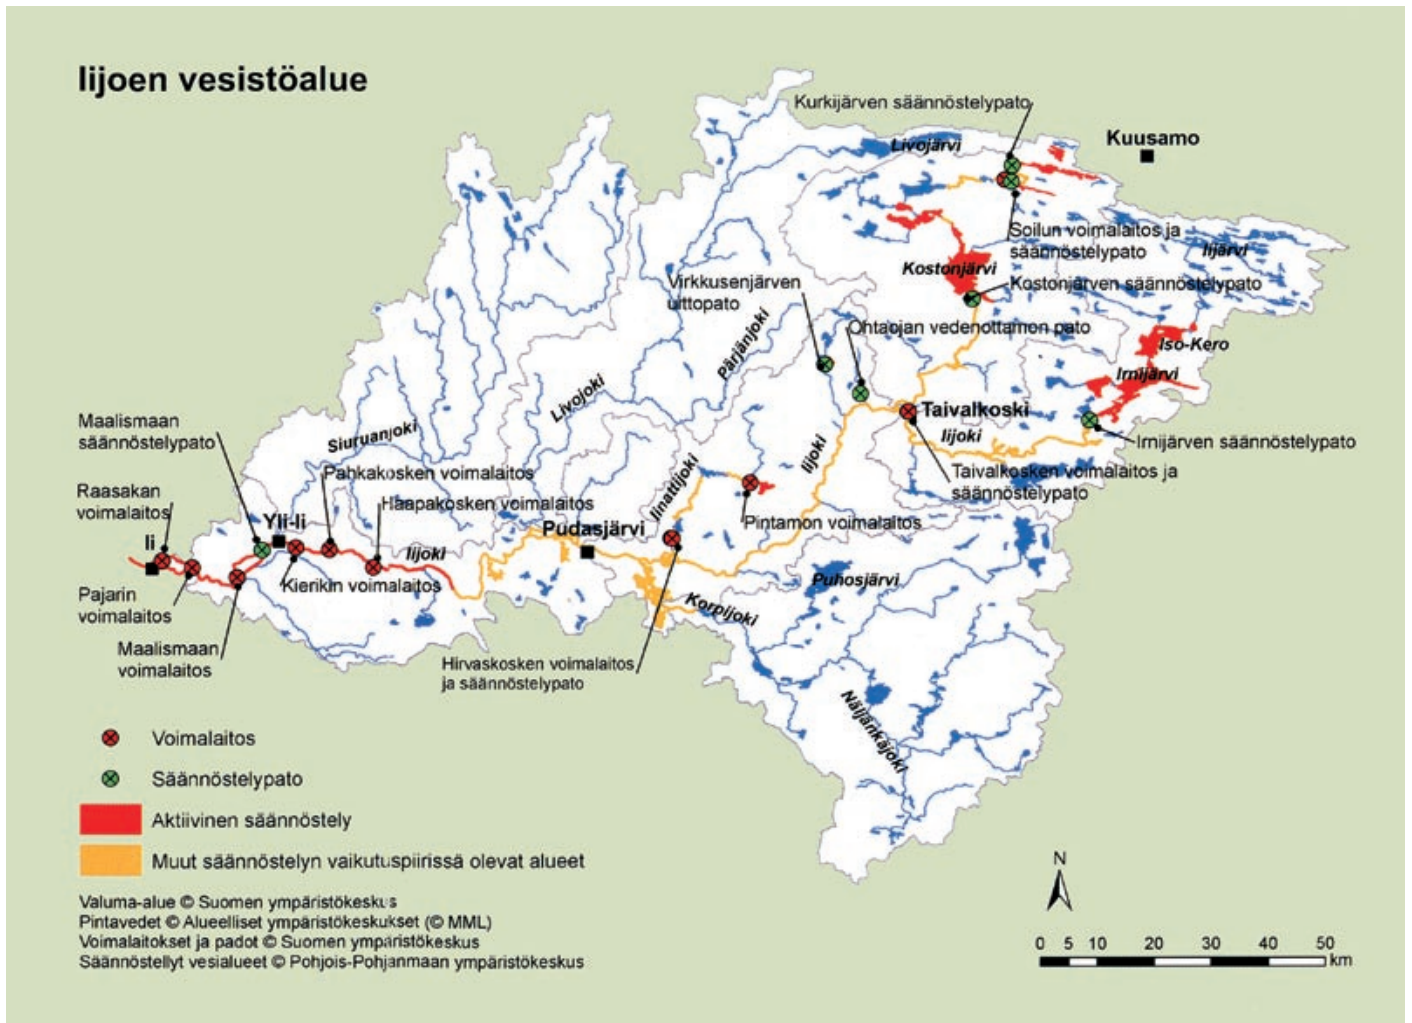 Iijoen vesistöalue
Kurkijärven säännöstelypato
Kuusamo
Livojärvi
Soilun voimalaitos ja
säännöstelypato
Iijärvi
Kostonjärvi
Kostonjärven säännöstelypato
Virkkusenjärven
uittopato
Ohtaojan vedenottamon pato
Pärjänjoki
Iso-Kero
Irnijärvi
Livojoki
Taivalkoski
Iijoki
Irnijärven säännöstelypato
Maalismaan
säännöstelypato
Siuruanjoki
Iijoki
Taivalkosken voimalaitos ja
säännöstelypato
Pahkakosken voimalaitos
Iinattijoki
Raasakan
voimalaitos
Haapakosken voimalaitos
Pintamon voimalaitos
Yli-Ii
Pudasjärvi
Ii
Iijoki
Kierikin voimalaitos
Puhosjärvi
Pajarin
voimalaitos
Korpijoki
Maalismaan
voimalaitos
Hirvaskosken voimalaitos
ja säännöstelypato
Näljänkäjoki
Voimalaitos
Säännöstelypato
Aktiivinen säännöstely
Muut säännöstelyn vaikutuspiirissä olevat alueet
Valuma-alue © Suomen ympäristökeskus
Pintavedet © Alueelliset ympäristökeskukset (© MML)
Voimalaitokset ja padot © Suomen ympäristökeskus
Säännöstellyt vesialueet © Pohjois-Pohjanmaan ympäristökeskus
N
0 5 10 20 30 40 50
km